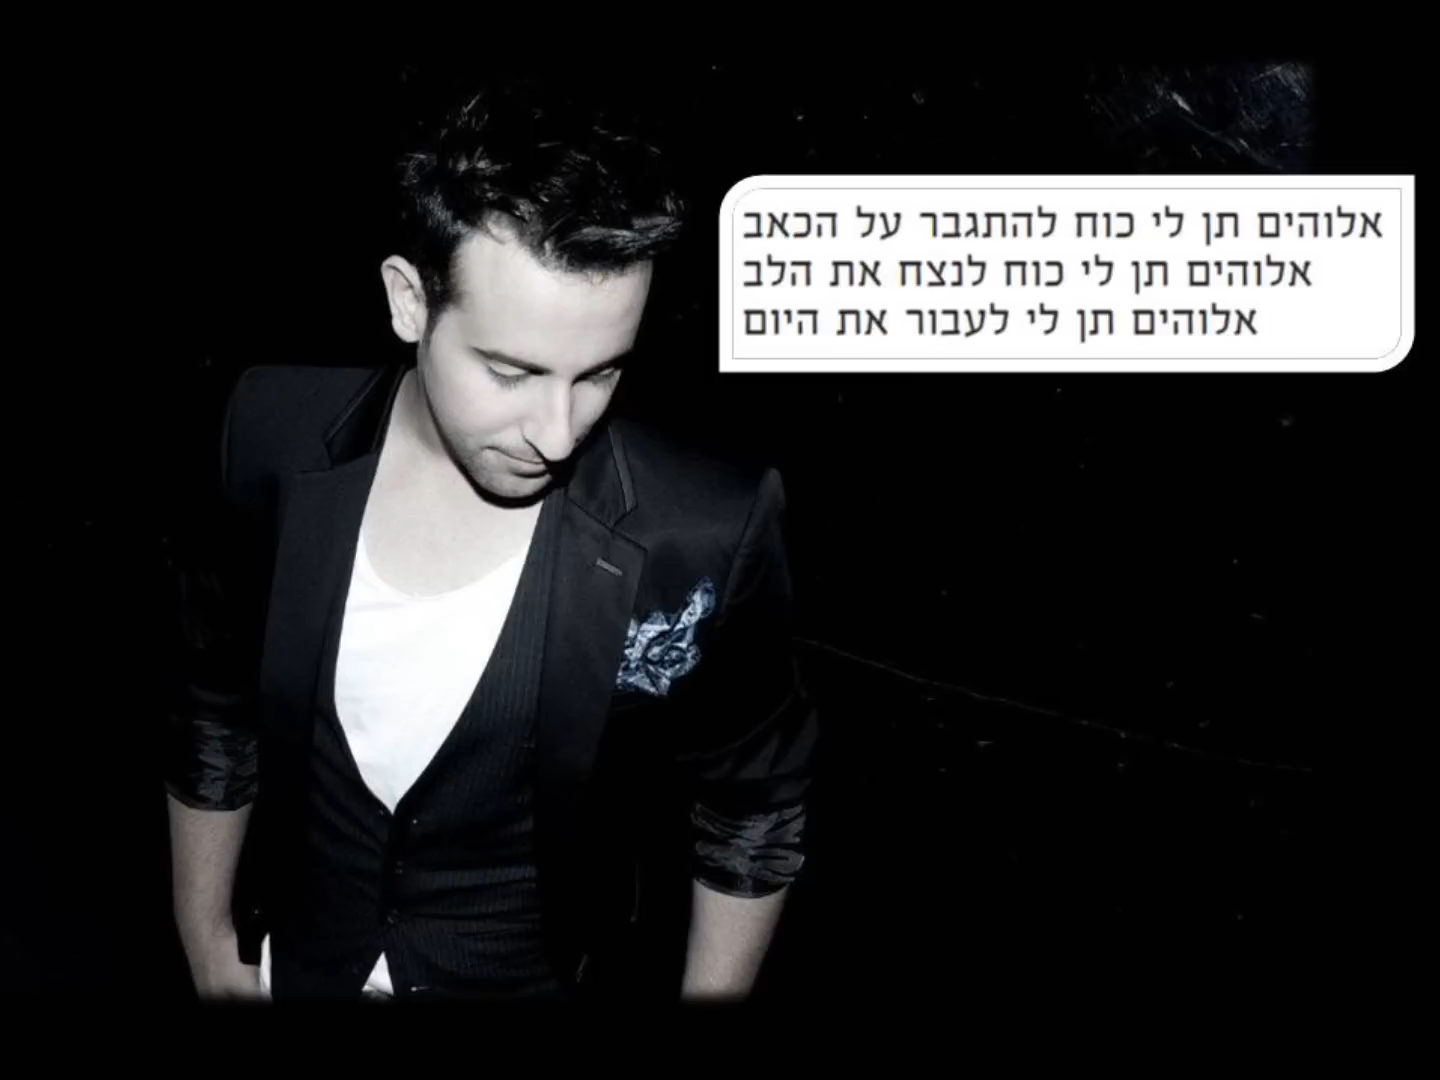 אלוהים תן לי כוח להתגבר על הכאב
אלוהים תן לי כוח לנצח את הלב
אלוהים תן לי לעבור את היום